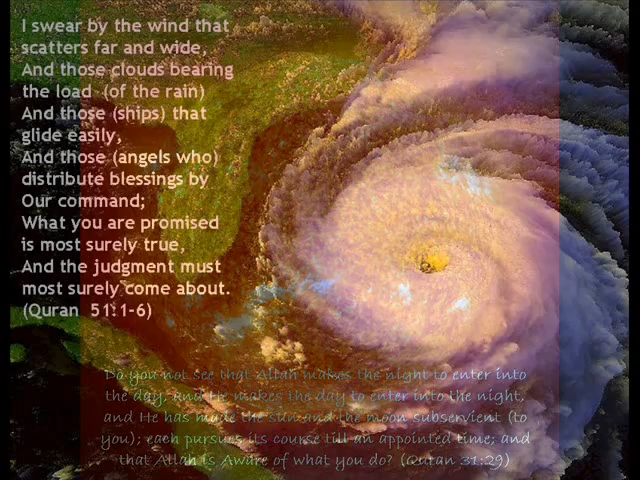 I swear by the wind that
scatters far and wide,
And those clouds bearing
the load (of the rain)
And those (ships) that
glide easily,
And those (angels who)
distribute blessings by
Our command;
What you are promised
is most surely true,
And the judgment must
most surely come about.
(Quran 51:1-6)
Do you not see that Allah makes the night to enter into
the day, and He makes the day to enter into the night,
and He has made the sun and the moon subservient (to
you); each pursues its course till an appointed time; and
that Allah is Aware of what you do? (Quran 31:29)